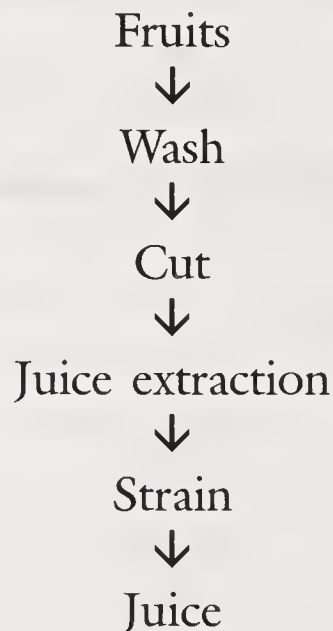 Fruits
↓
Wash
↓
Cut
↓
Juice extraction
↓
Strain
↓
Juice